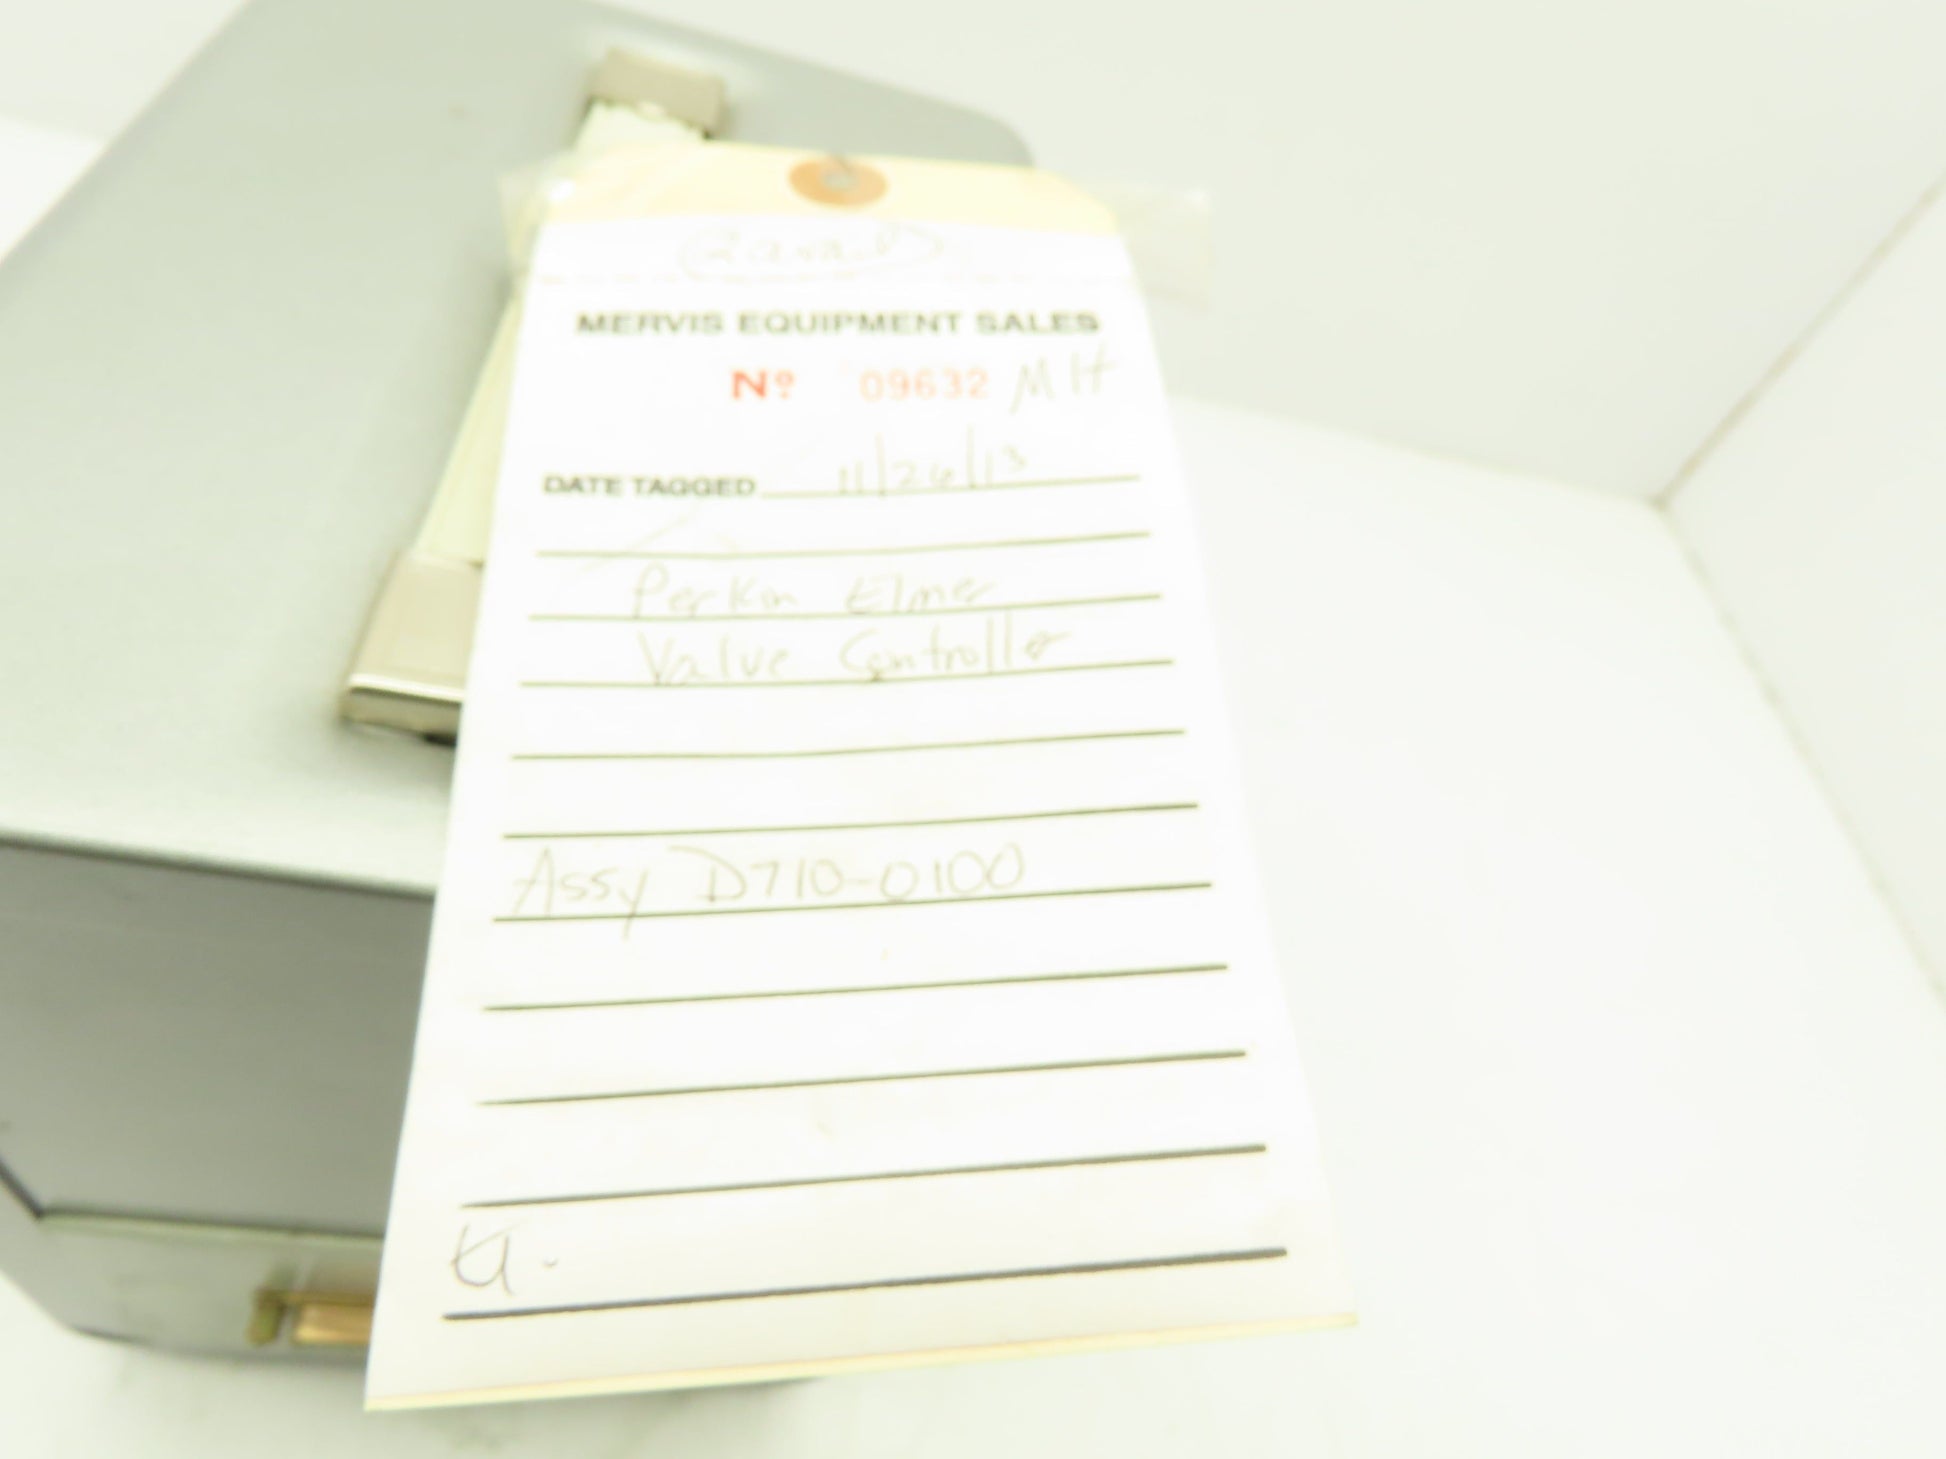 MERVIS EQUIPMENT SALES
Nº 09632 MH
DATE TAGGED 11/26/13
Perkin Elmer
Valve Controller
Assy D710-0100